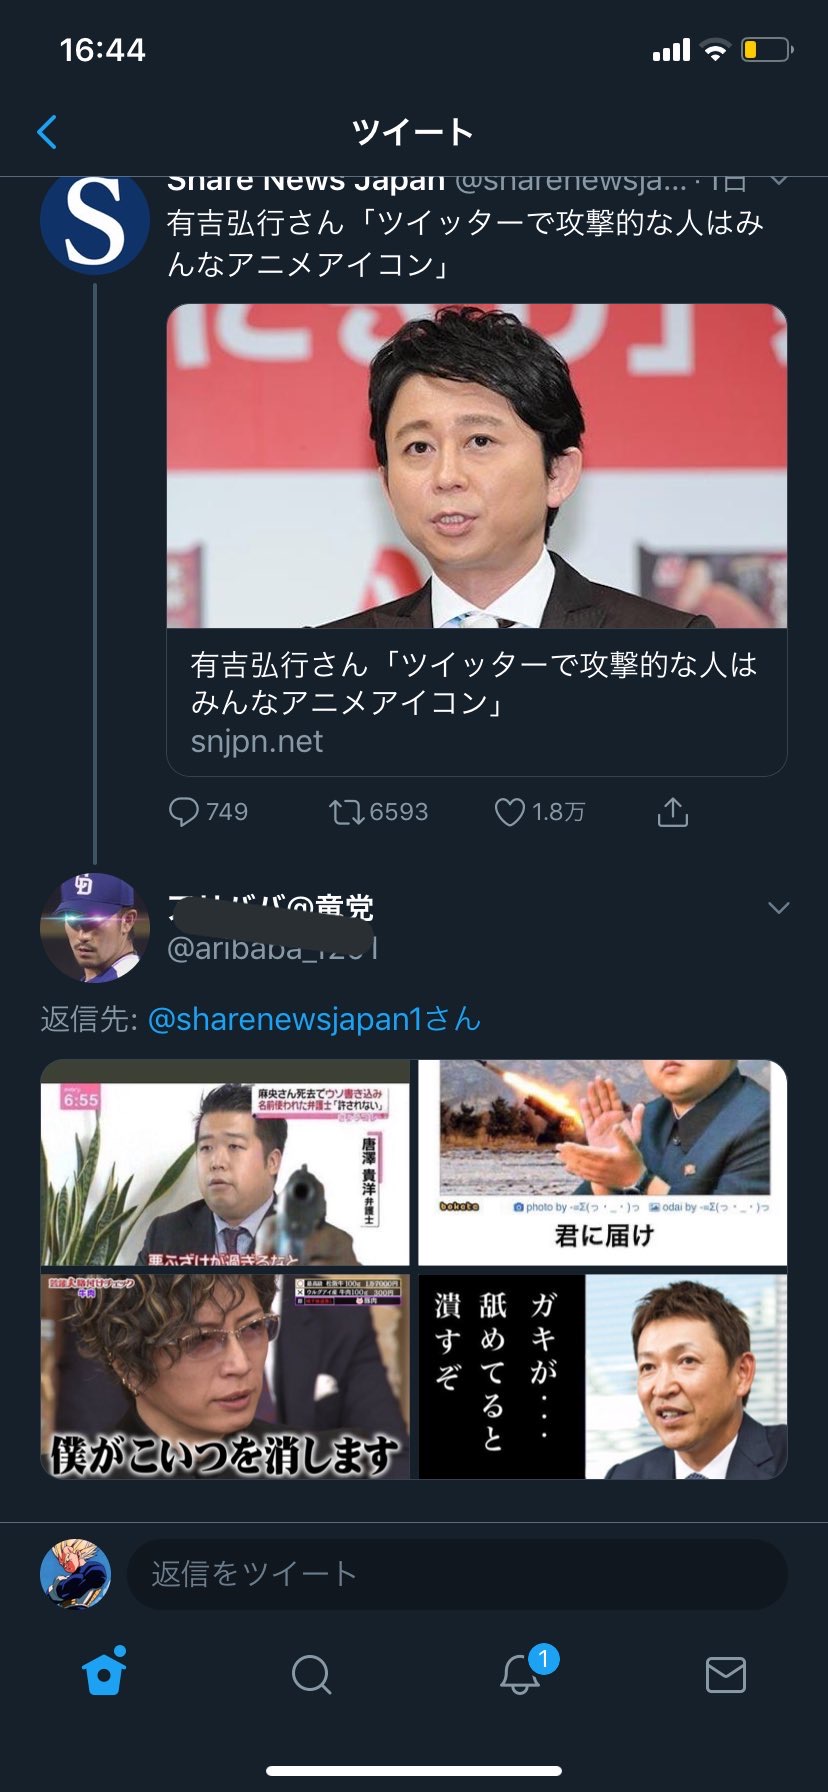 16:44
ツイート
Share News Japan @sharenewsja... · 1日
有吉弘行さん「ツイッターで攻撃的な人はみ
んなアニメアイコン」
有吉弘行さん「ツイッターで攻撃的な人は
みんなアニメアイコン」
snjpn.net
749
6593
1.8万
@竜党
@aribaba_
返信先: @sharenewsjapan1さん
every.
6:55
麻央さん死去でウソ書き込み
名前使われた弁護士「許されない」
唐澤貴洋弁護士
悪ふざけが過ぎるなと
bokete
photo by -=Σ(っ・_・)っ odai by -=Σ(っ・_・)っ
君に届け
芸能人格付けチェック
牛肉
僕がこいつを消します
ガキが・・・
舐めてると
潰すぞ
返信をツイート
1